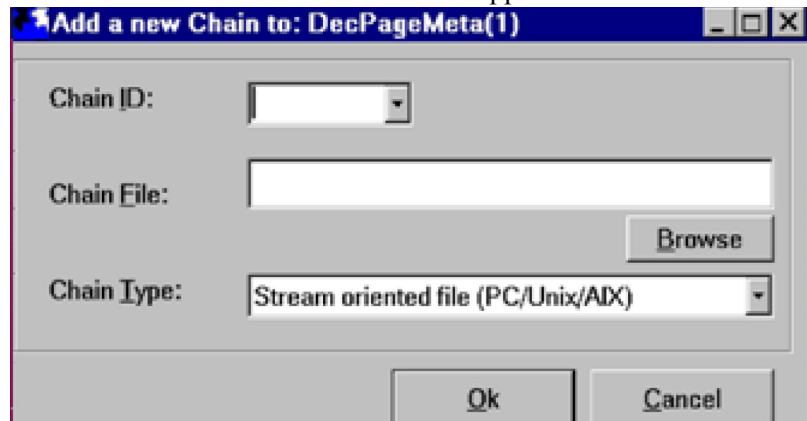 Add a new Chain to: DecPageMeta(1)
Chain ID:
Chain File:
Browse
Chain Type: Stream oriented file (PC/Unix/AIX)
Ok Cancel